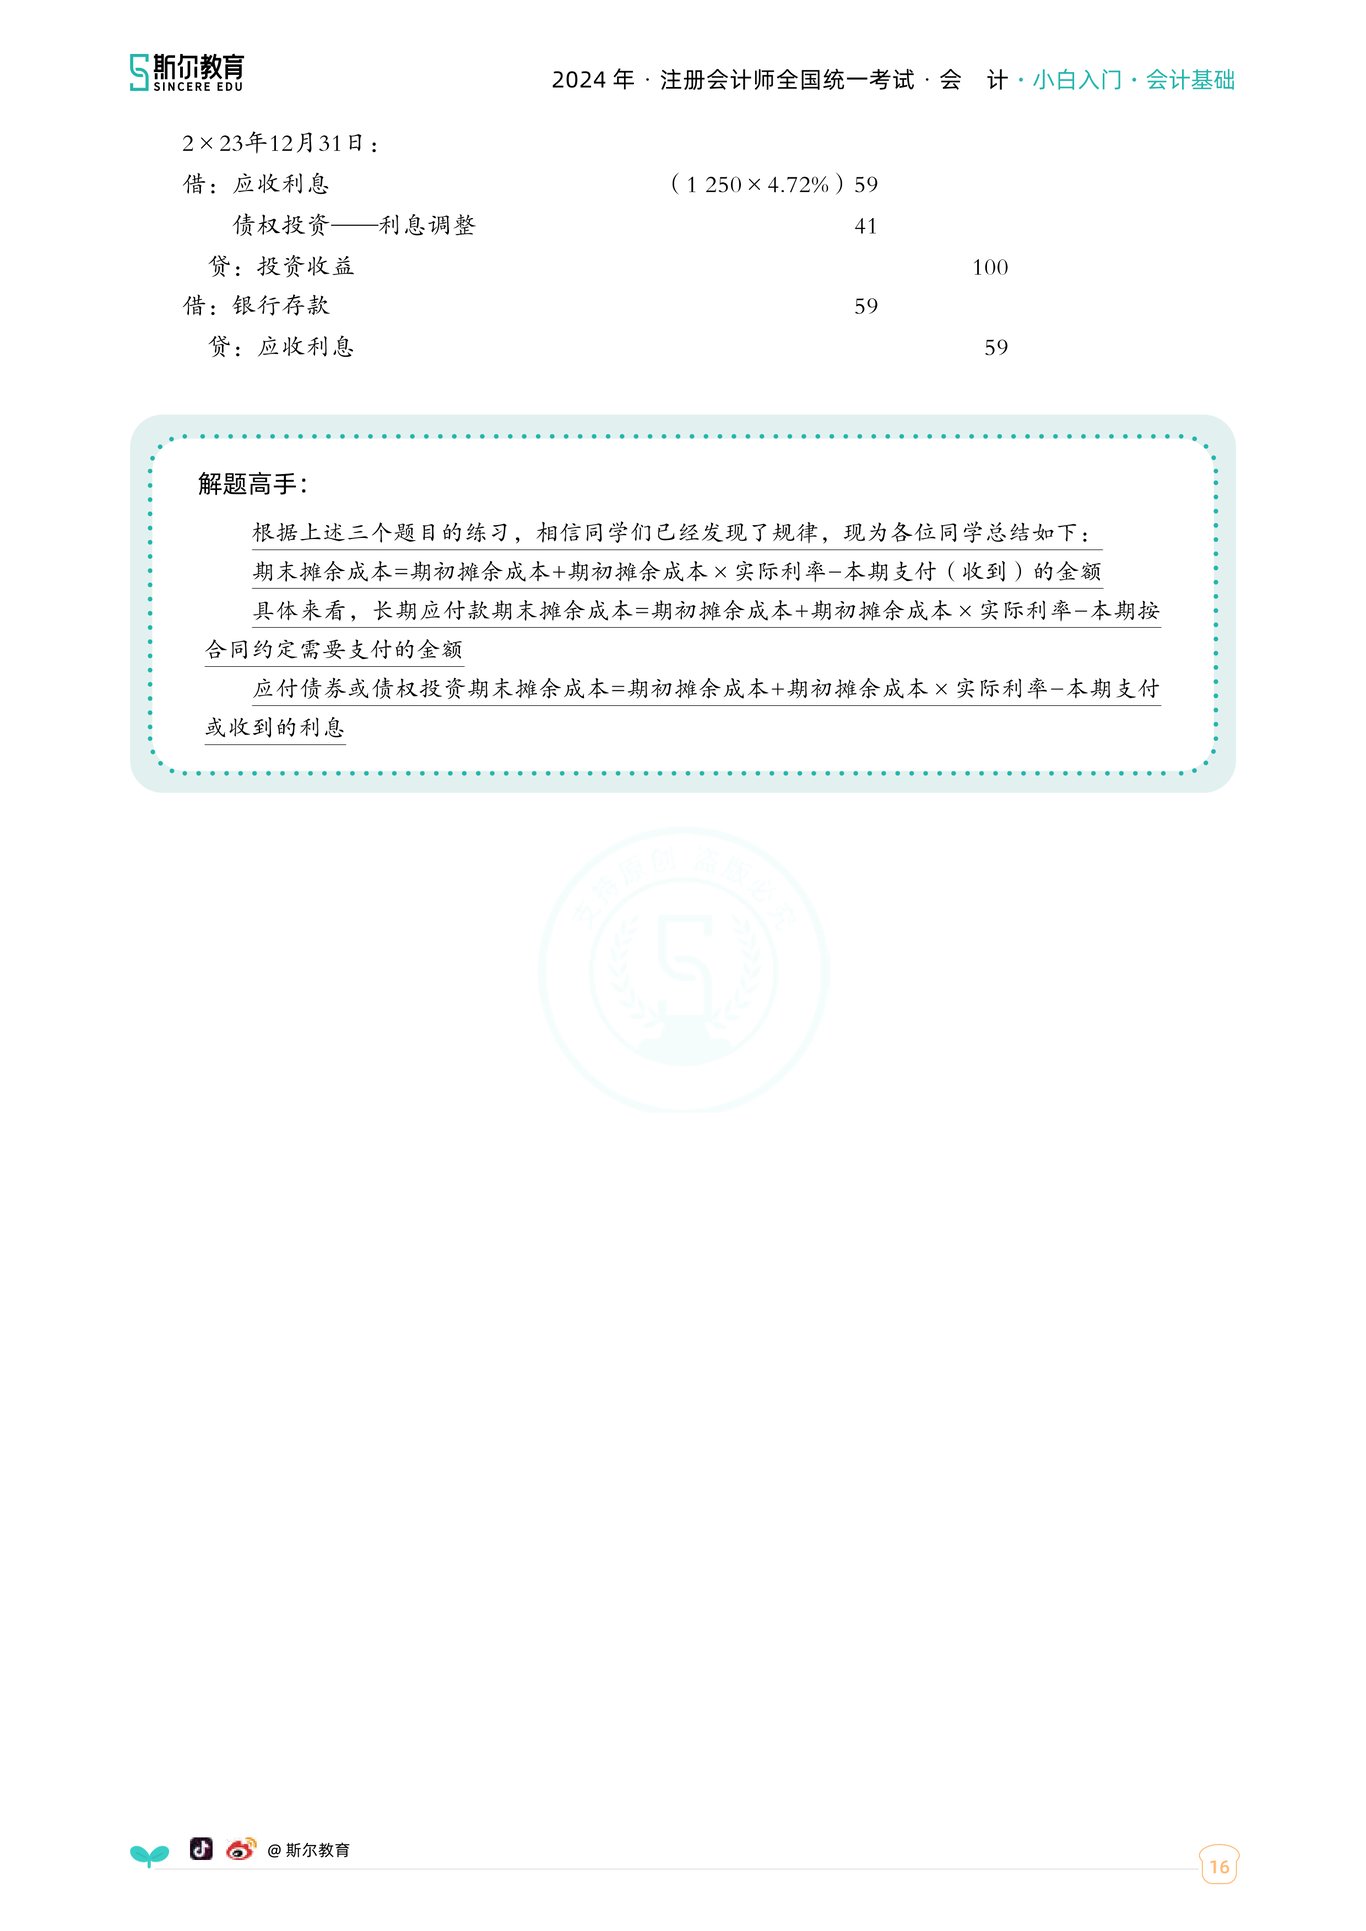 斯尔教育
SINCERE EDU
2024 年 · 注册会计师全国统一考试 · 会　计 · 小白入门 · 会计基础
2×23年12月31日：
借：应收利息 （1 250×4.72%）59
债权投资——利息调整 41
贷：投资收益 100
借：银行存款 59
贷：应收利息 59
解题高手：
根据上述三个题目的练习，相信同学们已经发现了规律，现为各位同学总结如下：
期末摊余成本=期初摊余成本+期初摊余成本×实际利率-本期支付（收到）的金额
具体来看，长期应付款期末摊余成本=期初摊余成本+期初摊余成本×实际利率-本期按
合同约定需要支付的金额
应付债券或债权投资期末摊余成本=期初摊余成本+期初摊余成本×实际利率-本期支付
或收到的利息
支持原创 盗版必究
@ 斯尔教育
16